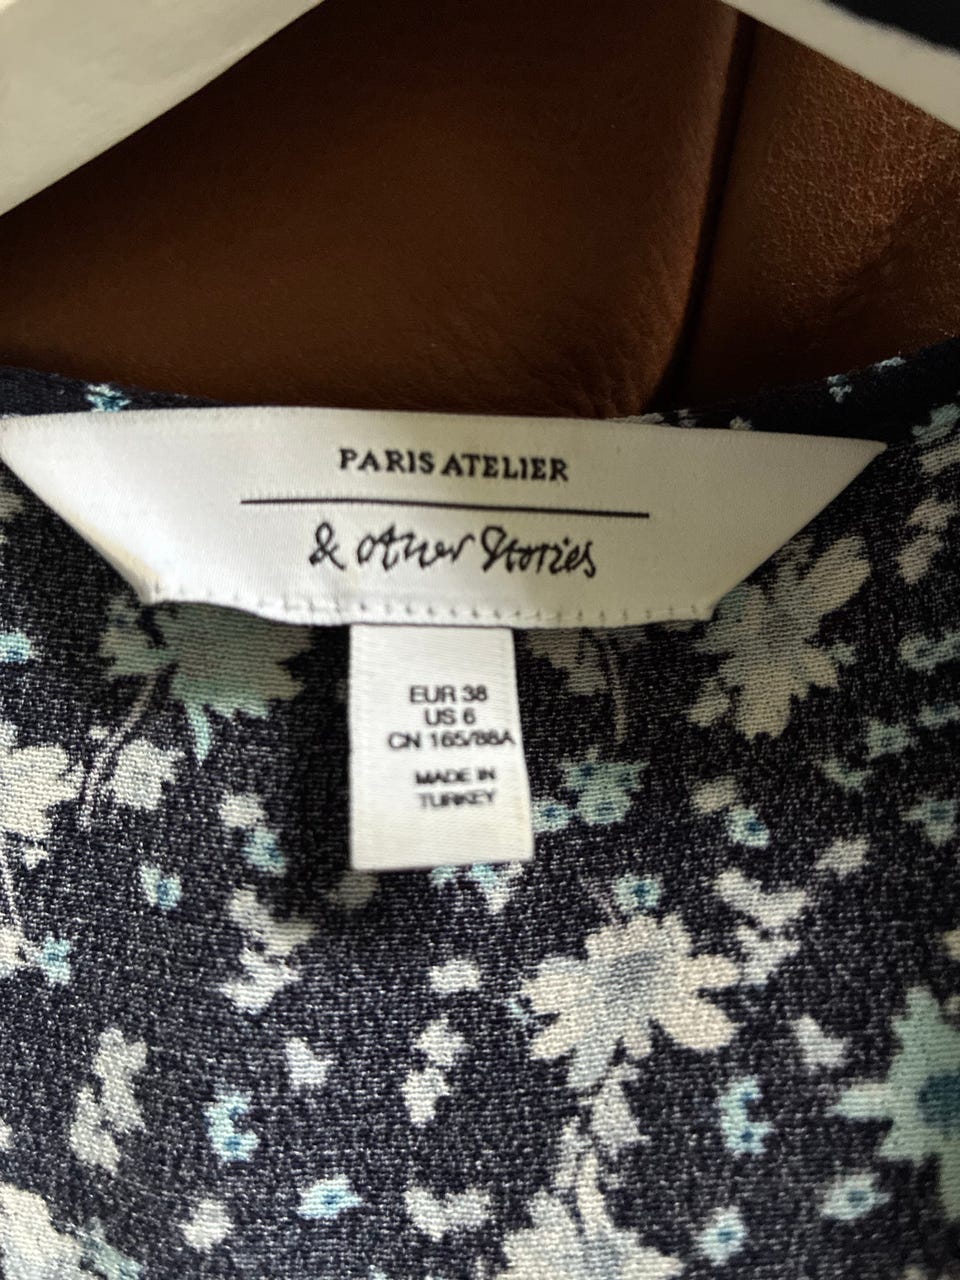 PARIS ATELIER
& Other Stories
EUR 38
US 6
CN 165/88A
MADE IN
TURKEY